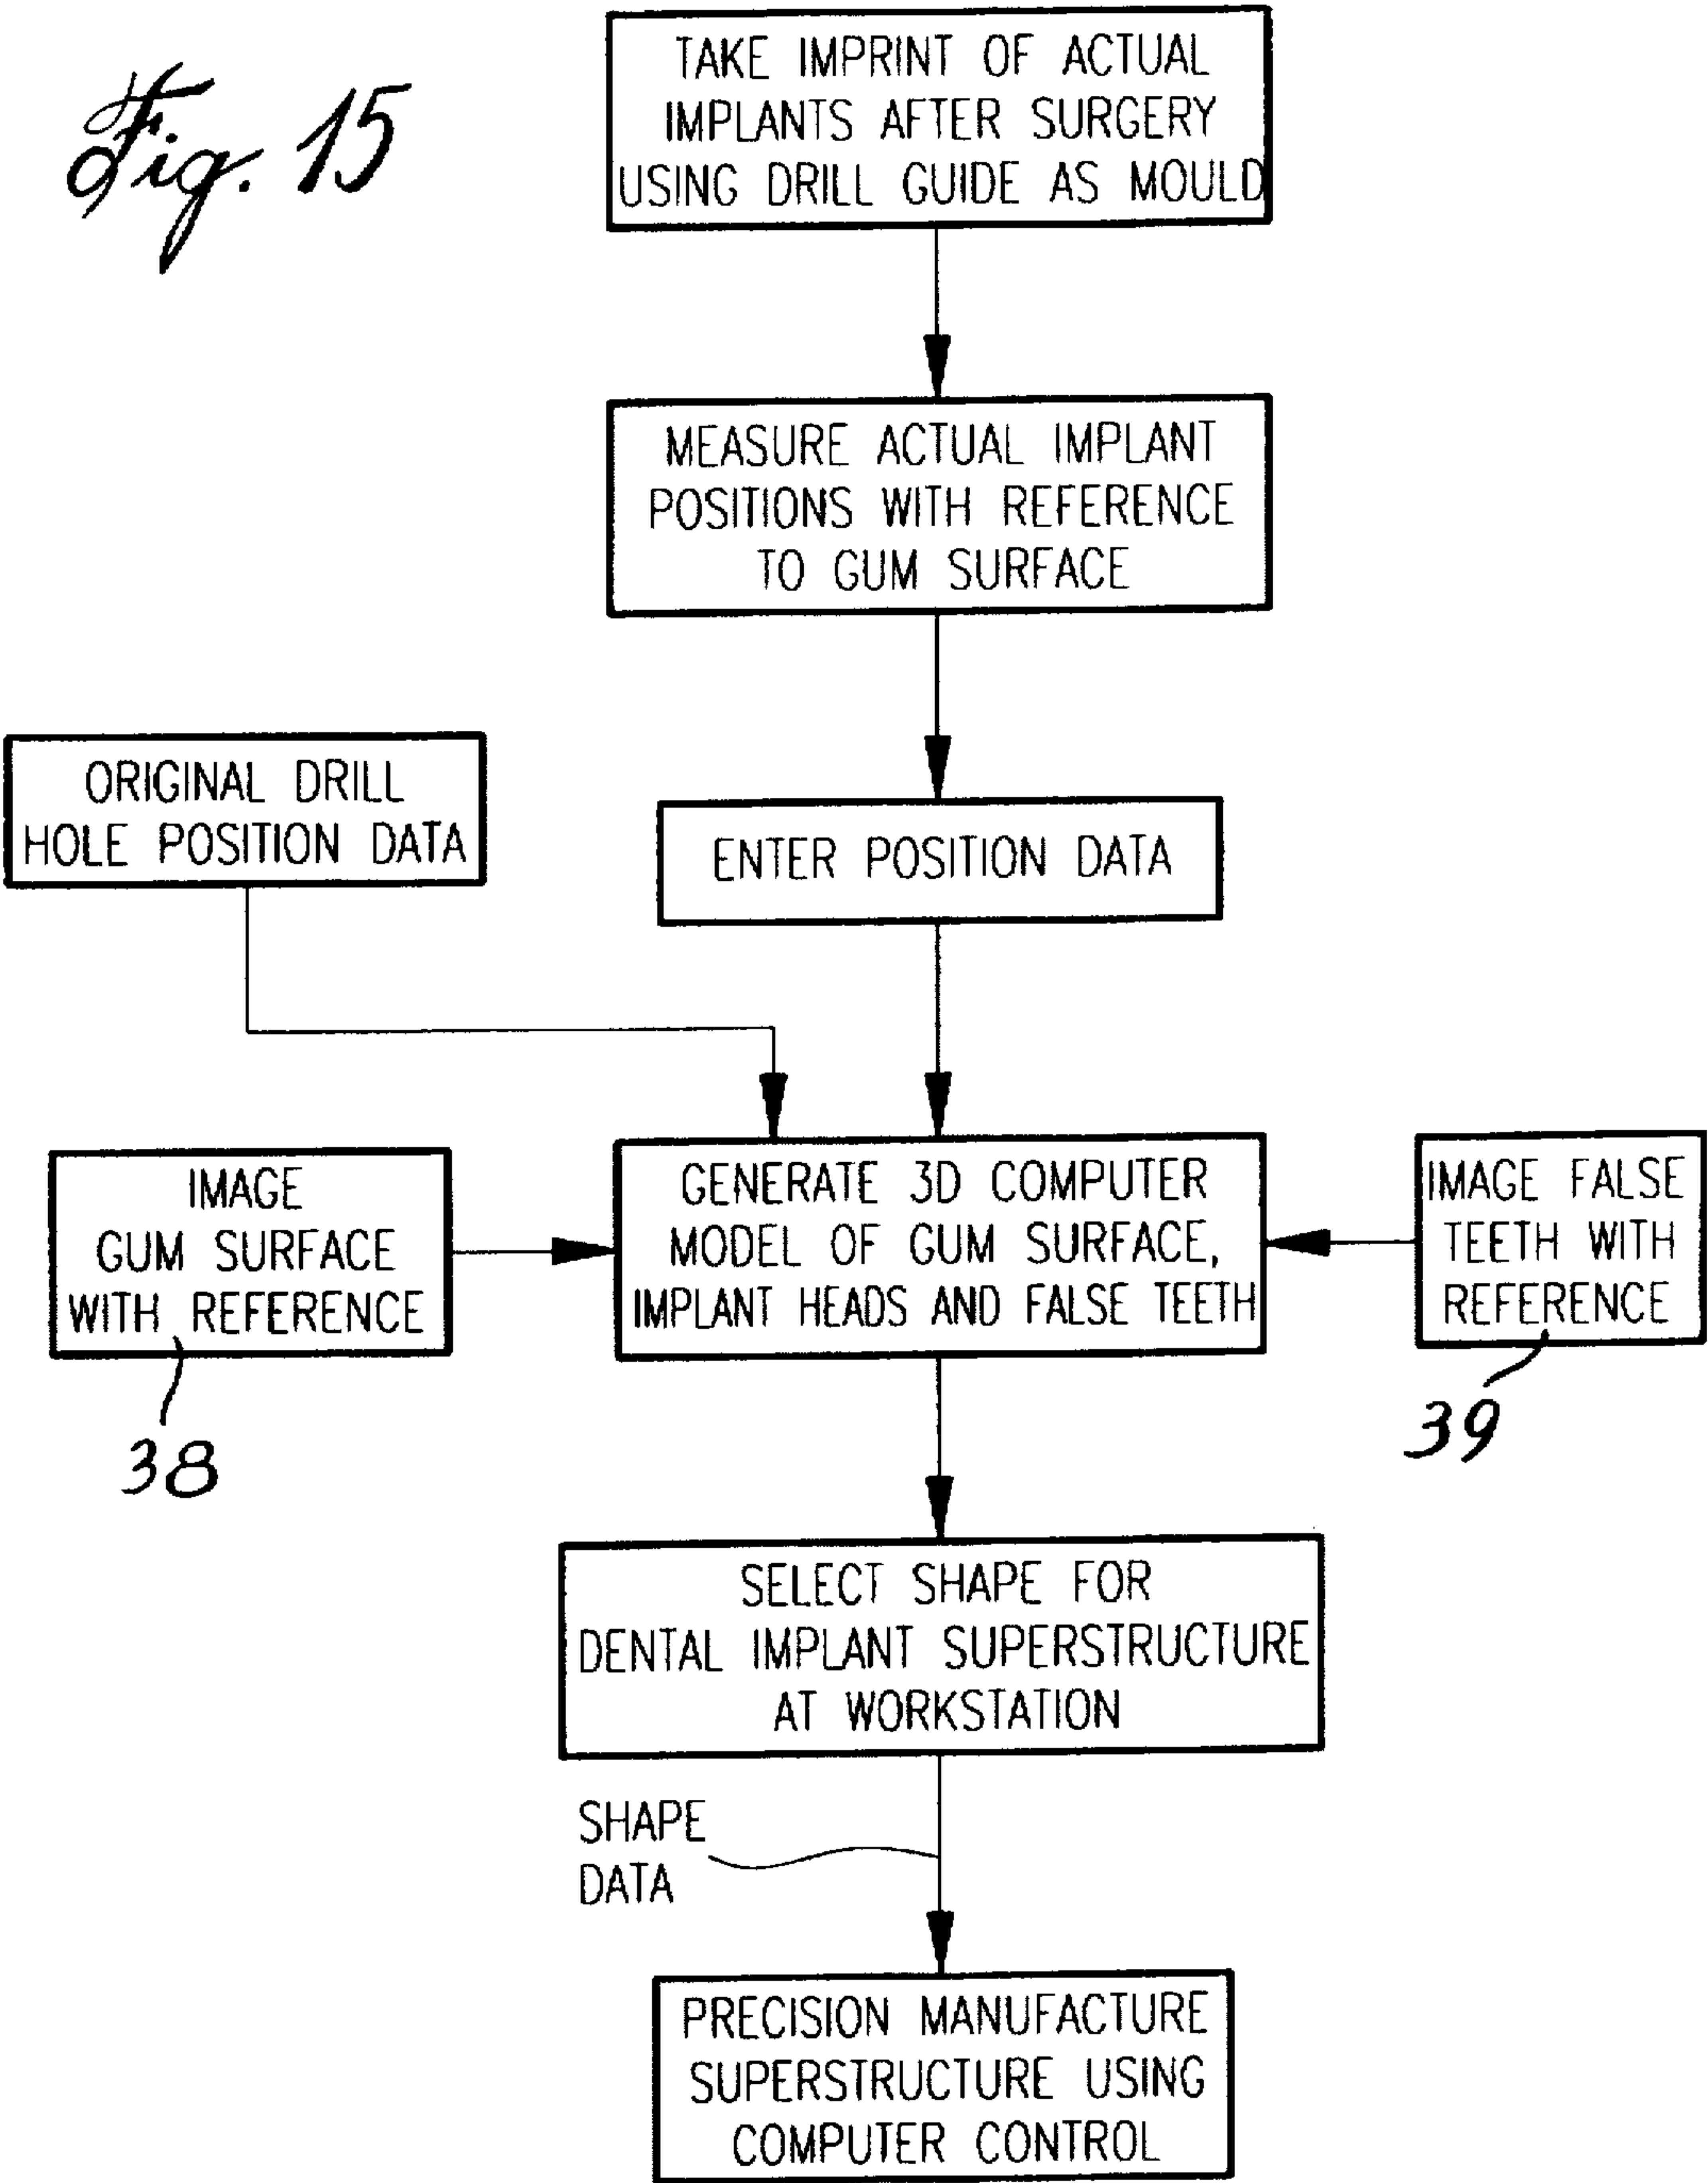 Fig. 15
TAKE IMPRINT OF ACTUAL
IMPLANTS AFTER SURGERY
USING DRILL GUIDE AS MOULD
MEASURE ACTUAL IMPLANT
POSITIONS WITH REFERENCE
TO GUM SURFACE
ORIGINAL DRILL
HOLE POSITION DATA
ENTER POSITION DATA
IMAGE
GUM SURFACE
WITH REFERENCE
38
GENERATE 3D COMPUTER
MODEL OF GUM SURFACE,
IMPLANT HEADS AND FALSE TEETH
IMAGE FALSE
TEETH WITH
REFERENCE
39
SELECT SHAPE FOR
DENTAL IMPLANT SUPERSTRUCTURE
AT WORKSTATION
SHAPE
DATA
PRECISION MANUFACTURE
SUPERSTRUCTURE USING
COMPUTER CONTROL